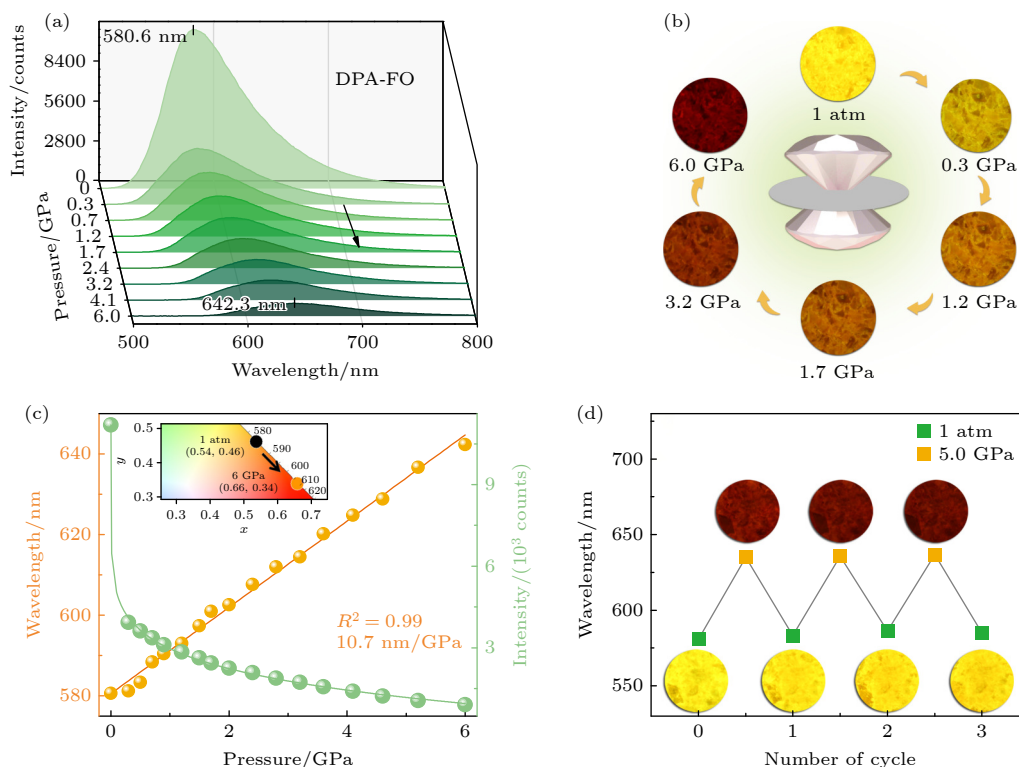 (a)
580.6 nm
DPA-FO
Intensity/counts
8400
5600
2800
0
0
0.3
0.7
1.2
1.7
2.4
3.2
4.1
6.0
Pressure/GPa
642.3 nm
500
600
700
800
Wavelength/nm
(b)
1 atm
6.0 GPa
0.3 GPa
3.2 GPa
1.2 GPa
1.7 GPa
(c)
Wavelength/nm
640
620
600
580
0.5
0.4
0.3
y
1 atm
(0.54, 0.46)
6 GPa
(0.66, 0.34)
580
590
600
610
620
0.3
0.4
0.5
0.6
0.7
x
R² = 0.99
10.7 nm/GPa
9
6
3
Intensity/(10³ counts)
0
2
4
6
Pressure/GPa
(d)
1 atm
5.0 GPa
Wavelength/nm
700
650
600
550
0
1
2
3
Number of cycle